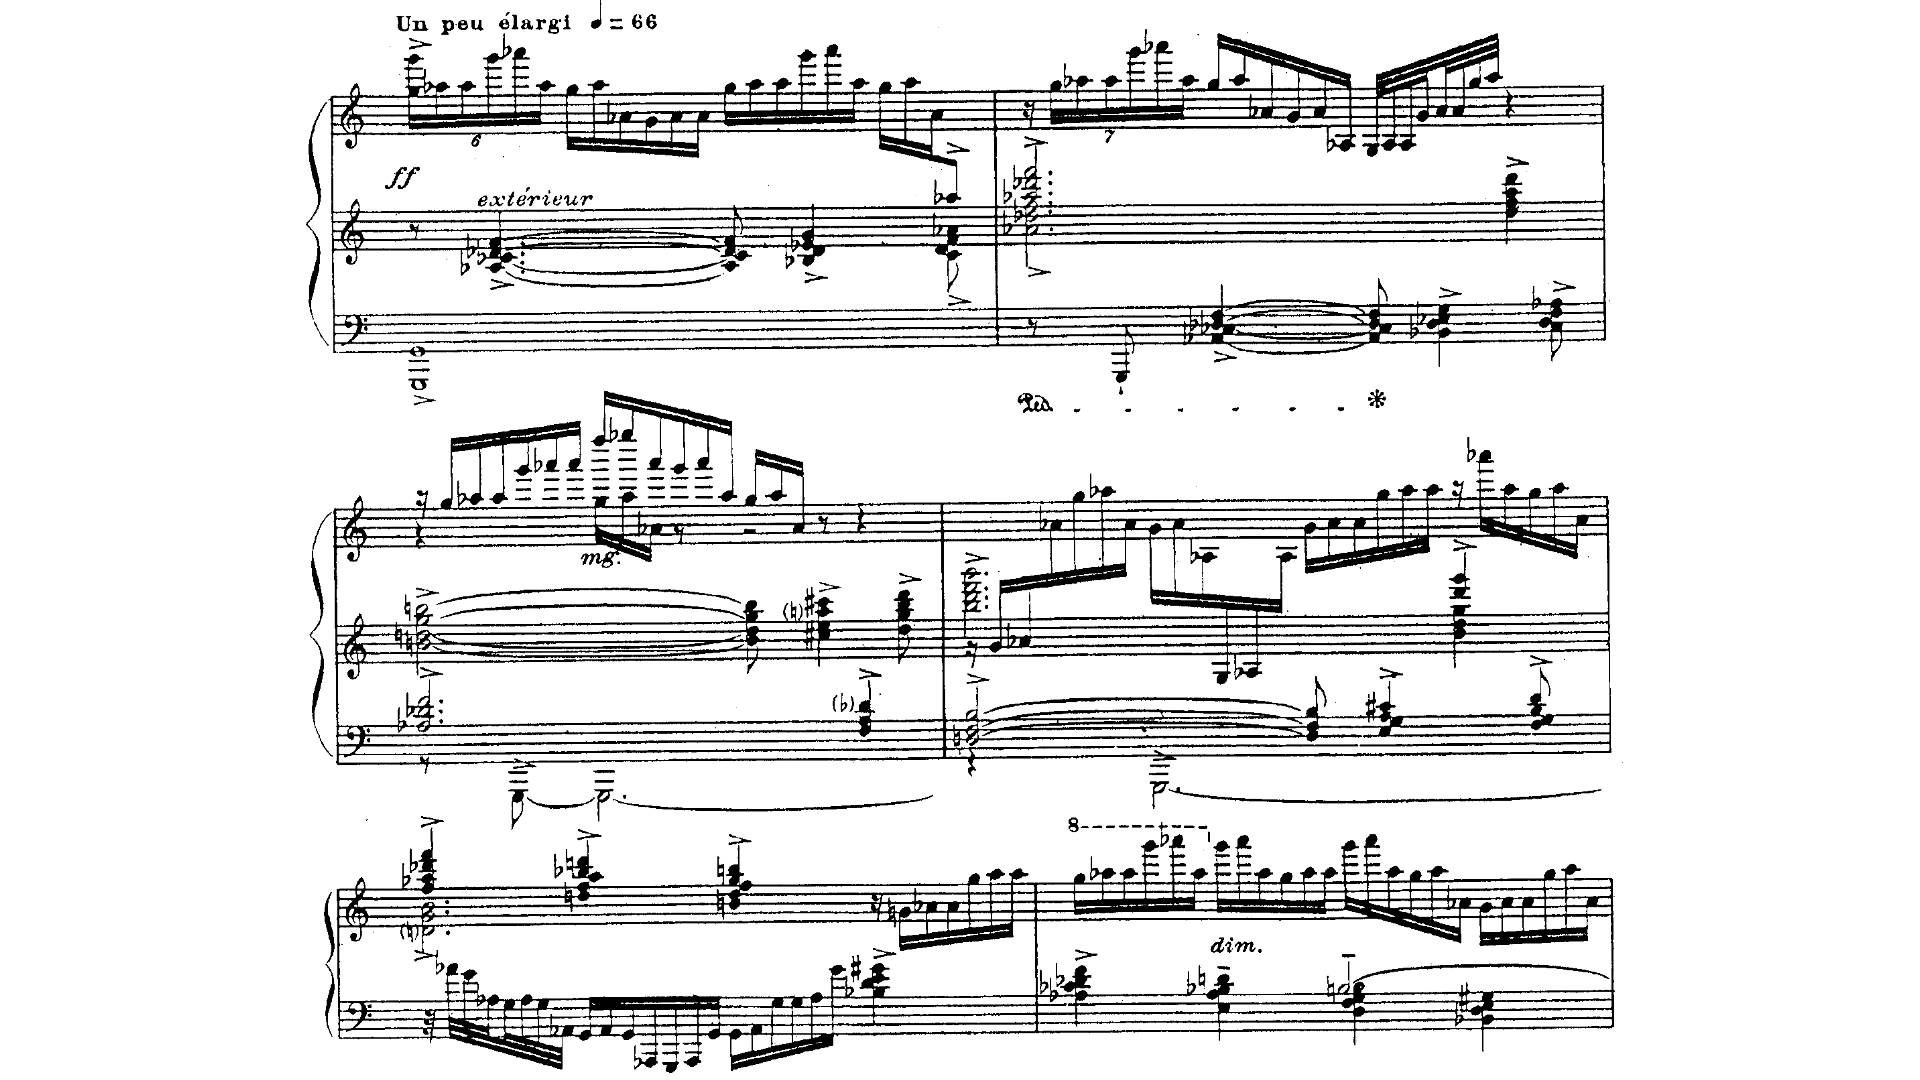 Un peu élargi ♩ = 66
6
7
ff
extérieur
Ped.
mg.
(b)
8
dim.